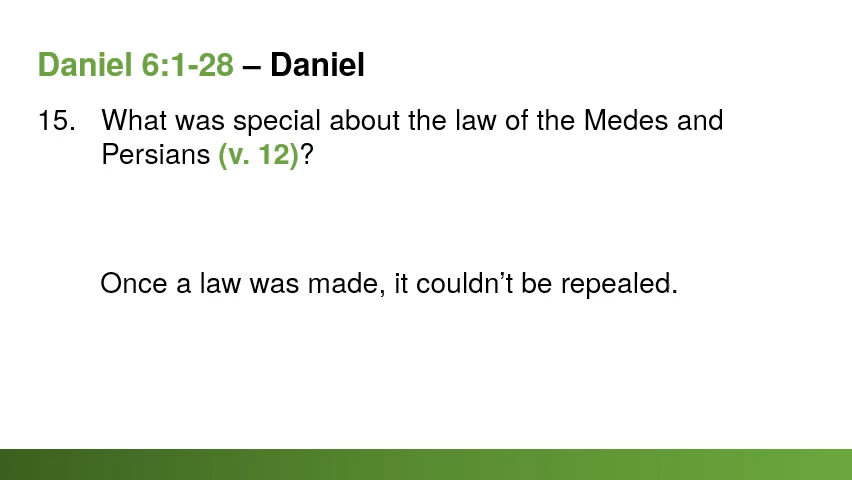 Daniel 6:1-28 – Daniel
15. What was special about the law of the Medes and
Persians (v. 12)?
Once a law was made, it couldn’t be repealed.